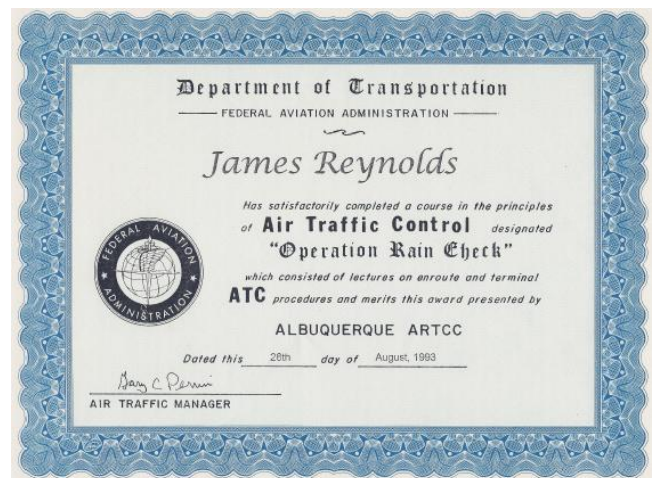 Department of Transportation
FEDERAL AVIATION ADMINISTRATION
James Reynolds
Has satisfactorily completed a course in the principles
of Air Traffic Control designated
"Operation Rain Check"
which consisted of lectures on enroute and terminal
ATC procedures and merits this award presented by
FEDERAL AVIATION
ADMINISTRATION
ALBUQUERQUE ARTCC
Dated this 26th day of August, 1993
Gary C
AIR TRAFFIC MANAGER